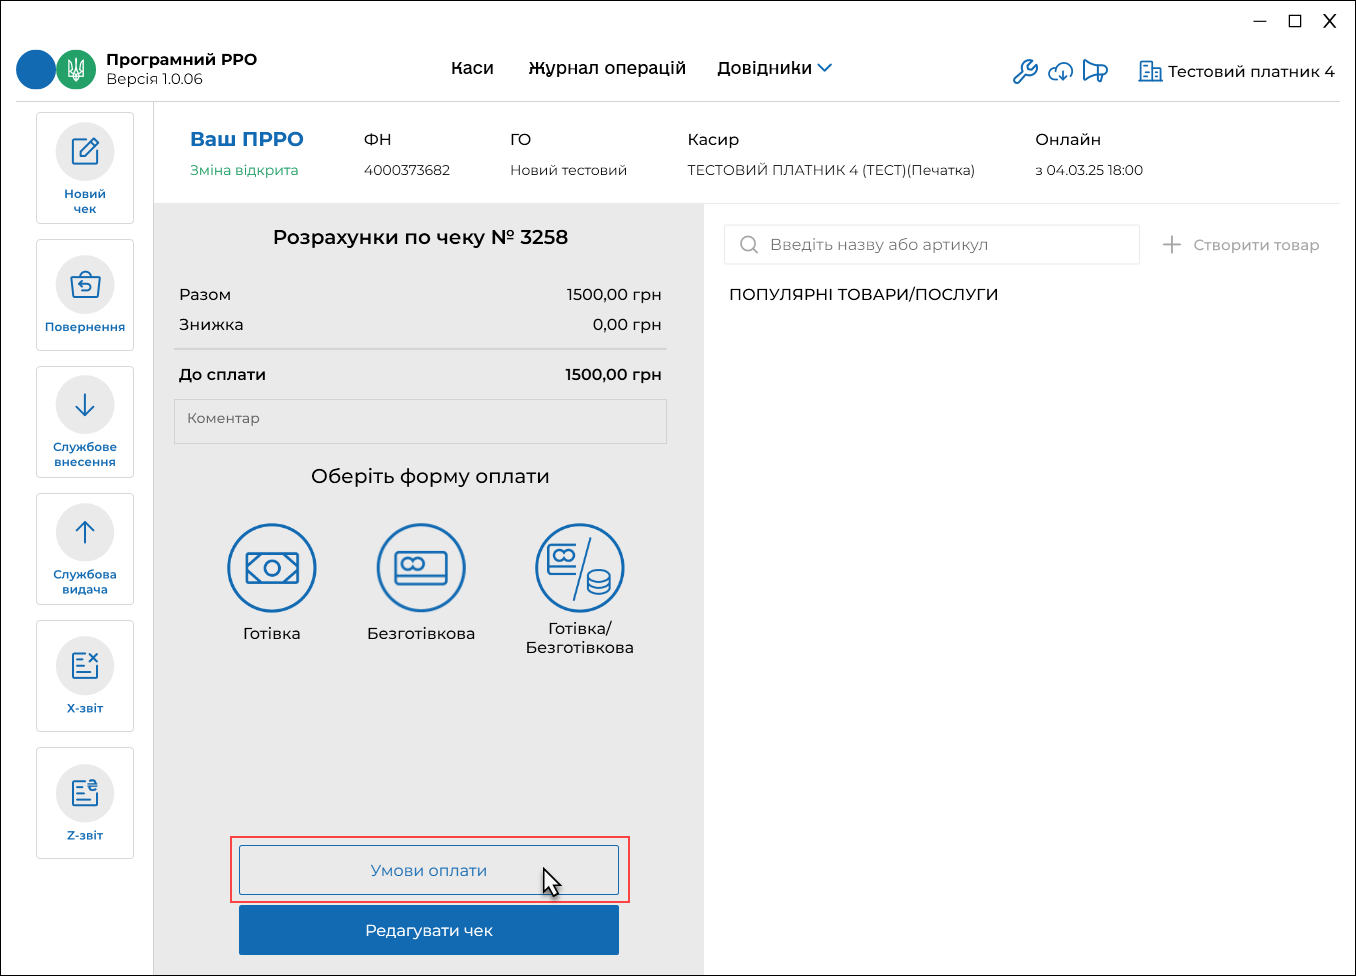 Програмний РРО
Версія 1.0.06
Каси
Журнал операцій
Довідники
Тестовий платник 4
Новий
чек
Повернення
Службове
внесення
Службова
видача
X-звіт
Z-звіт
Ваш ПРРО
Зміна відкрита
ФН
4000373682
ГО
Новий тестовий
Касир
ТЕСТОВИЙ ПЛАТНИК 4 (ТЕСТ)(Печатка)
Онлайн
з 04.03.25 18:00
Розрахунки по чеку № 3258
Разом 1500,00 грн
Знижка 0,00 грн
До сплати 1500,00 грн
Коментар
Оберіть форму оплати
Готівка
Безготівкова
Готівка/
Безготівкова
Умови оплати
Редагувати чек
Введіть назву або артикул
Створити товар
ПОПУЛЯРНІ ТОВАРИ/ПОСЛУГИ